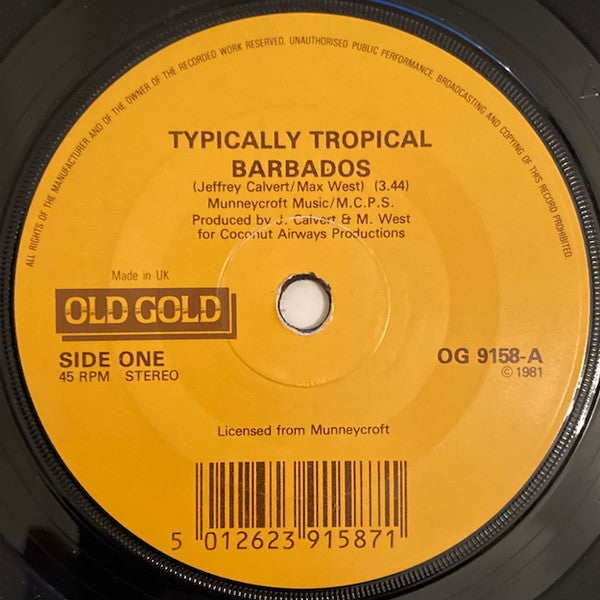 ALL RIGHTS OF THE MANUFACTURER AND OF THE OWNER OF THE RECORDED WORK RESERVED. UNAUTHORISED PUBLIC PERFORMANCE, BROADCASTING AND COPYING OF THIS RECORD PROHIBITED.
TYPICALLY TROPICAL
BARBADOS
(Jeffrey Calvert/Max West) (3.44)
Munneycroft Music/M.C.P.S.
Produced by J. Calvert & M. West
for Coconut Airways Productions
Made in UK
OLD GOLD
SIDE ONE
45 RPM STEREO
OG 9158-A
© 1981
Licensed from Munneycroft
5 012623 915871